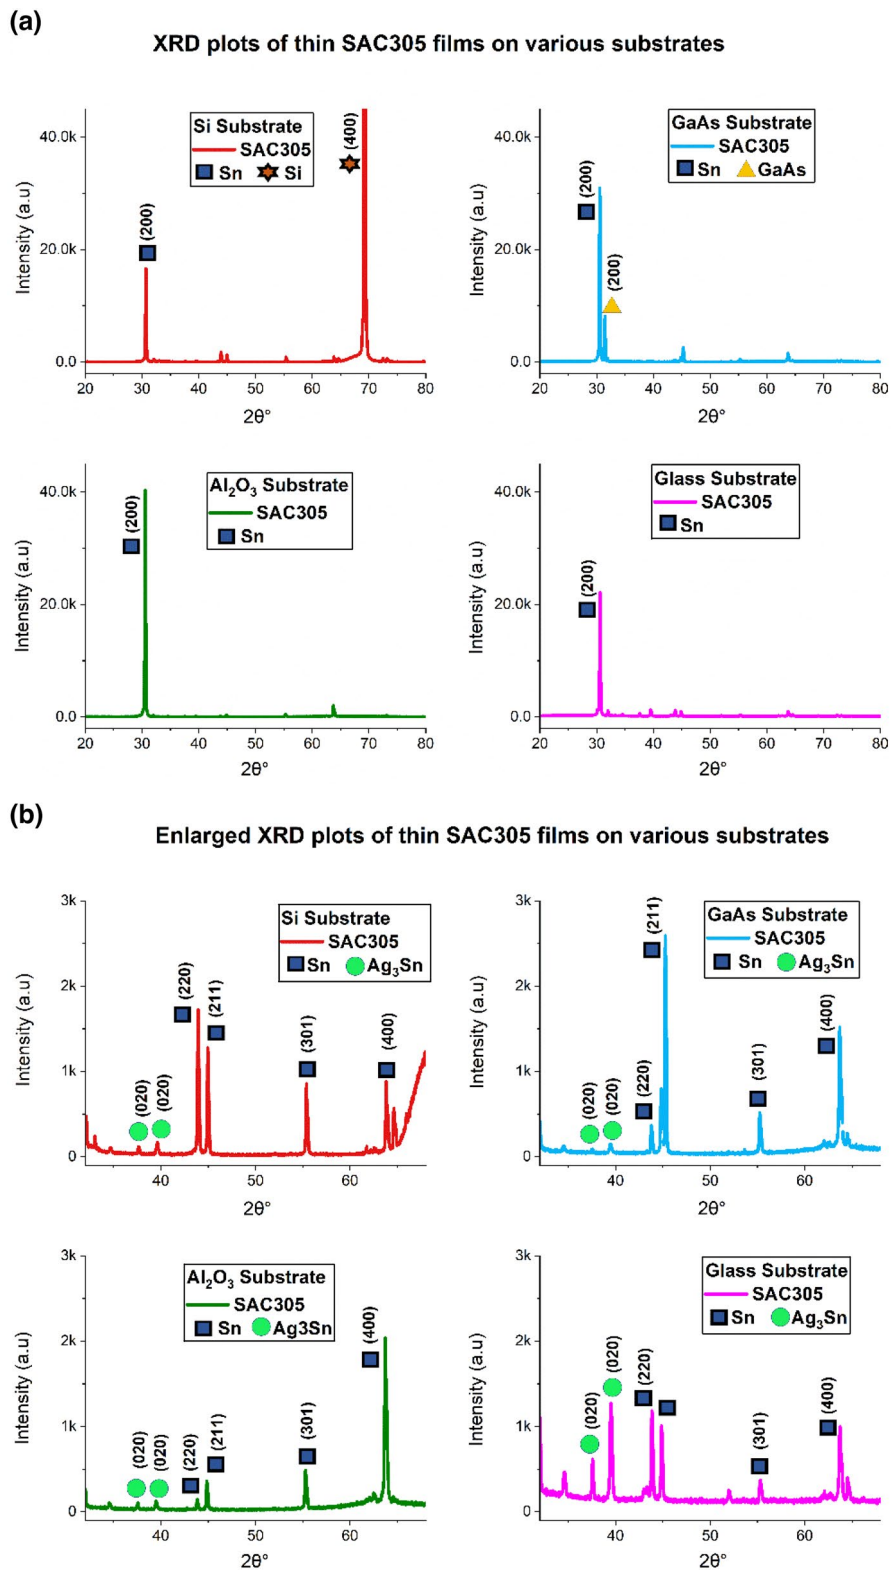 (a)
XRD plots of thin SAC305 films on various substrates
Si Substrate
SAC305
Sn Si
(200)
(400)
40.0k
20.0k
0.0
Intensity (a.u)
20 30 40 50 60 70 80
2θ°
GaAs Substrate
SAC305
Sn GaAs
(200)
(200)
40.0k
20.0k
0.0
Intensity (a.u)
20 30 40 50 60 70 80
2θ°
Al₂O₃ Substrate
SAC305
Sn
(200)
40.0k
20.0k
0.0
Intensity (a.u)
20 30 40 50 60 70 80
2θ°
Glass Substrate
SAC305
Sn
(200)
40.0k
20.0k
0.0
Intensity (a.u)
20 30 40 50 60 70 80
2θ°
(b)
Enlarged XRD plots of thin SAC305 films on various substrates
Si Substrate
SAC305
Sn Ag₃Sn
(020)
(020)
(220)
(211)
(301)
(400)
3k
2k
1k
0
Intensity (a.u)
40 50 60
2θ°
GaAs Substrate
SAC305
Sn Ag₃Sn
(020)
(020)
(220)
(211)
(301)
(400)
3k
2k
1k
0
Intensity (a.u)
40 50 60
2θ°
Al₂O₃ Substrate
SAC305
Sn Ag3Sn
(020)
(020)
(220)
(211)
(301)
(400)
3k
2k
1k
0
Intensity (a.u)
40 50 60
2θ°
Glass Substrate
SAC305
Sn Ag₃Sn
(020)
(020)
(220)
(301)
(400)
3k
2k
1k
0
Intensity (a.u)
40 50 60
2θ°